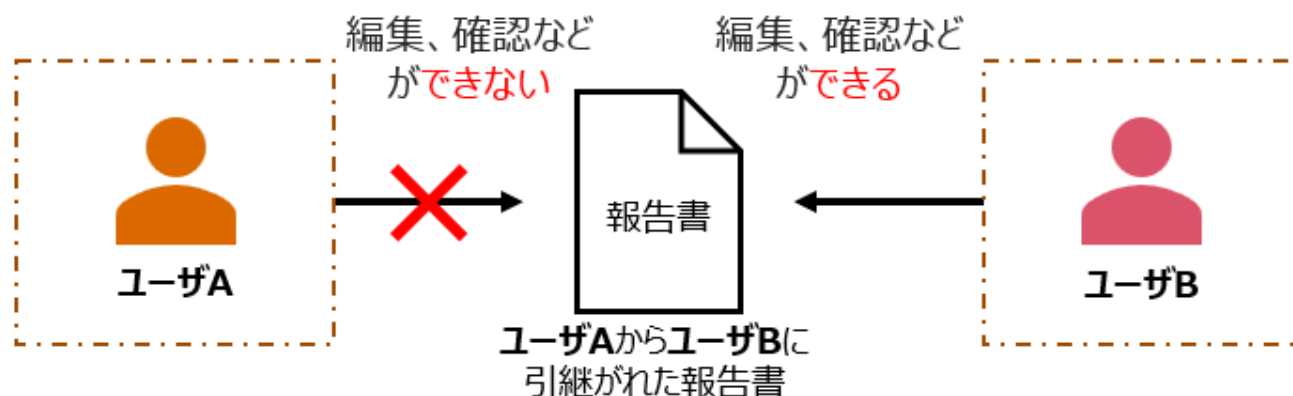 編集、確認など
ができない
編集、確認など
ができる
ユーザA
報告書
ユーザB
ユーザAからユーザBに
引継がれた報告書